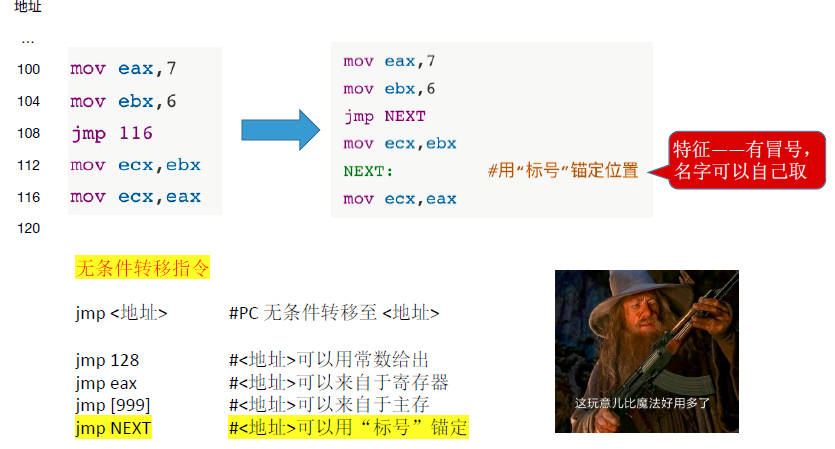 地址
...
100 mov eax,7
104 mov ebx,6
108 jmp 116
112 mov ecx,ebx
116 mov ecx,eax
120
mov eax,7
mov ebx,6
jmp NEXT
mov ecx,ebx
NEXT: #用“标号”锚定位置
mov ecx,eax
特征——有冒号，
名字可以自己取
无条件转移指令
jmp <地址> #PC 无条件转移至 <地址>
jmp 128 #<地址>可以用常数给出
jmp eax #<地址>可以来自于寄存器
jmp [999] #<地址>可以来自于主存
jmp NEXT #<地址>可以用“标号”锚定
这玩意儿比魔法好用多了